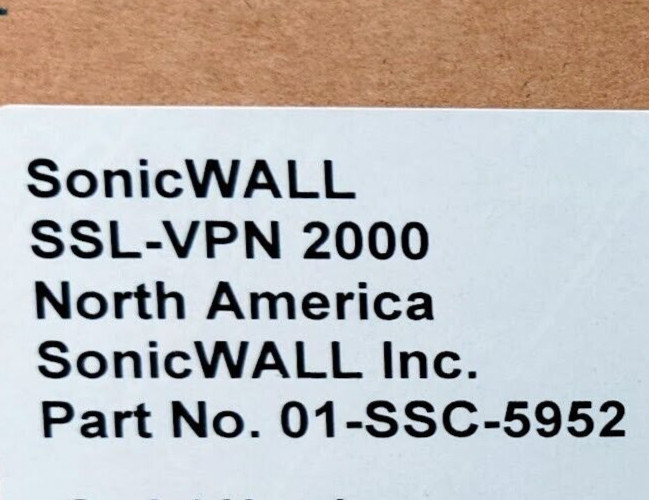 SonicWALL
SSL-VPN 2000
North America
SonicWALL Inc.
Part No. 01-SSC-5952